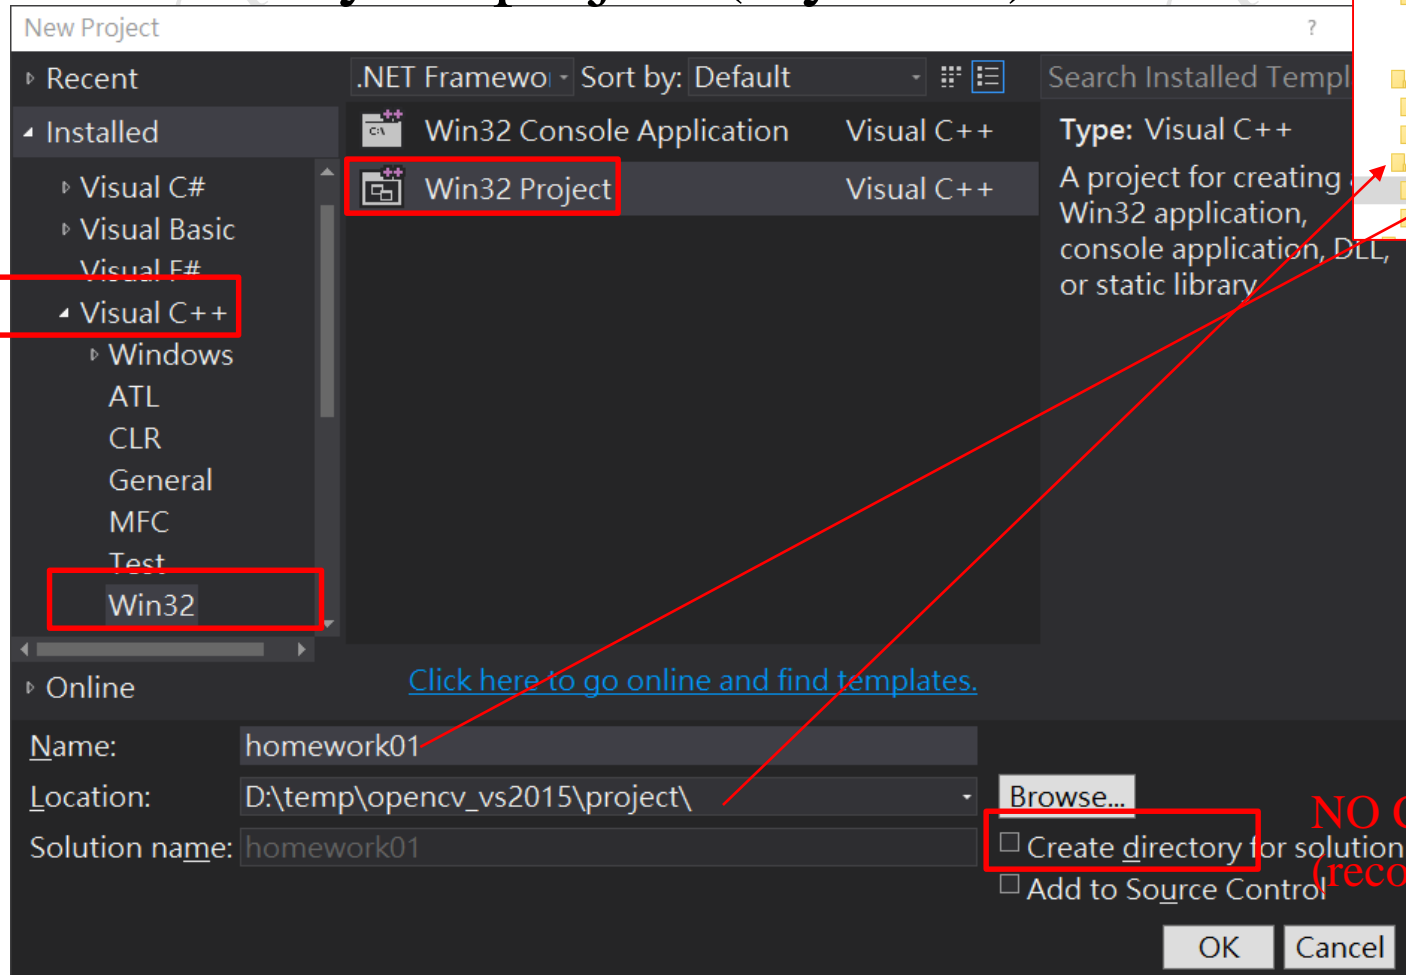 New Project
?
Recent
.NET Framewo
Sort by: Default
Search Installed Templ
Installed
Win32 Console Application Visual C++
Type: Visual C++
Visual C#
Win32 Project Visual C++
A project for creating
Visual Basic
Win32 application,
Visual F#
console application, DLL,
Visual C++
or static library
Windows
ATL
CLR
General
MFC
Test
Win32
Online
Click here to go online and find templates.
Name: homework01
Location: D:\temp\opencv_vs2015\project\
Browse...
NO
Solution name: homework01
Create directory for solution
Add to Source Control
OK Cancel